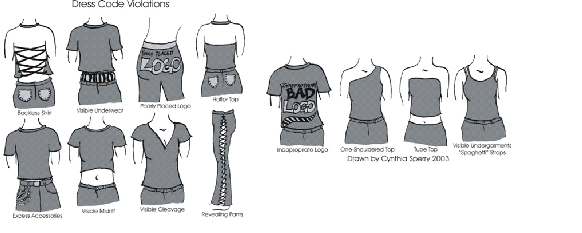 Dress Code Violations
Backless Shirt
Visible Underwear
Poorly Placed Logo
Halter Top
LOGO
PLACED
BAD
LOGO
Inappropriate Logo
One-Shouldered Top
Tube Top
Visible Undergarments
"Spaghetti" Straps
Drawn by Cynthia Sperry 2003
Excess Accessories
Visible Midriff
Visible Cleavage
Revealing Pants